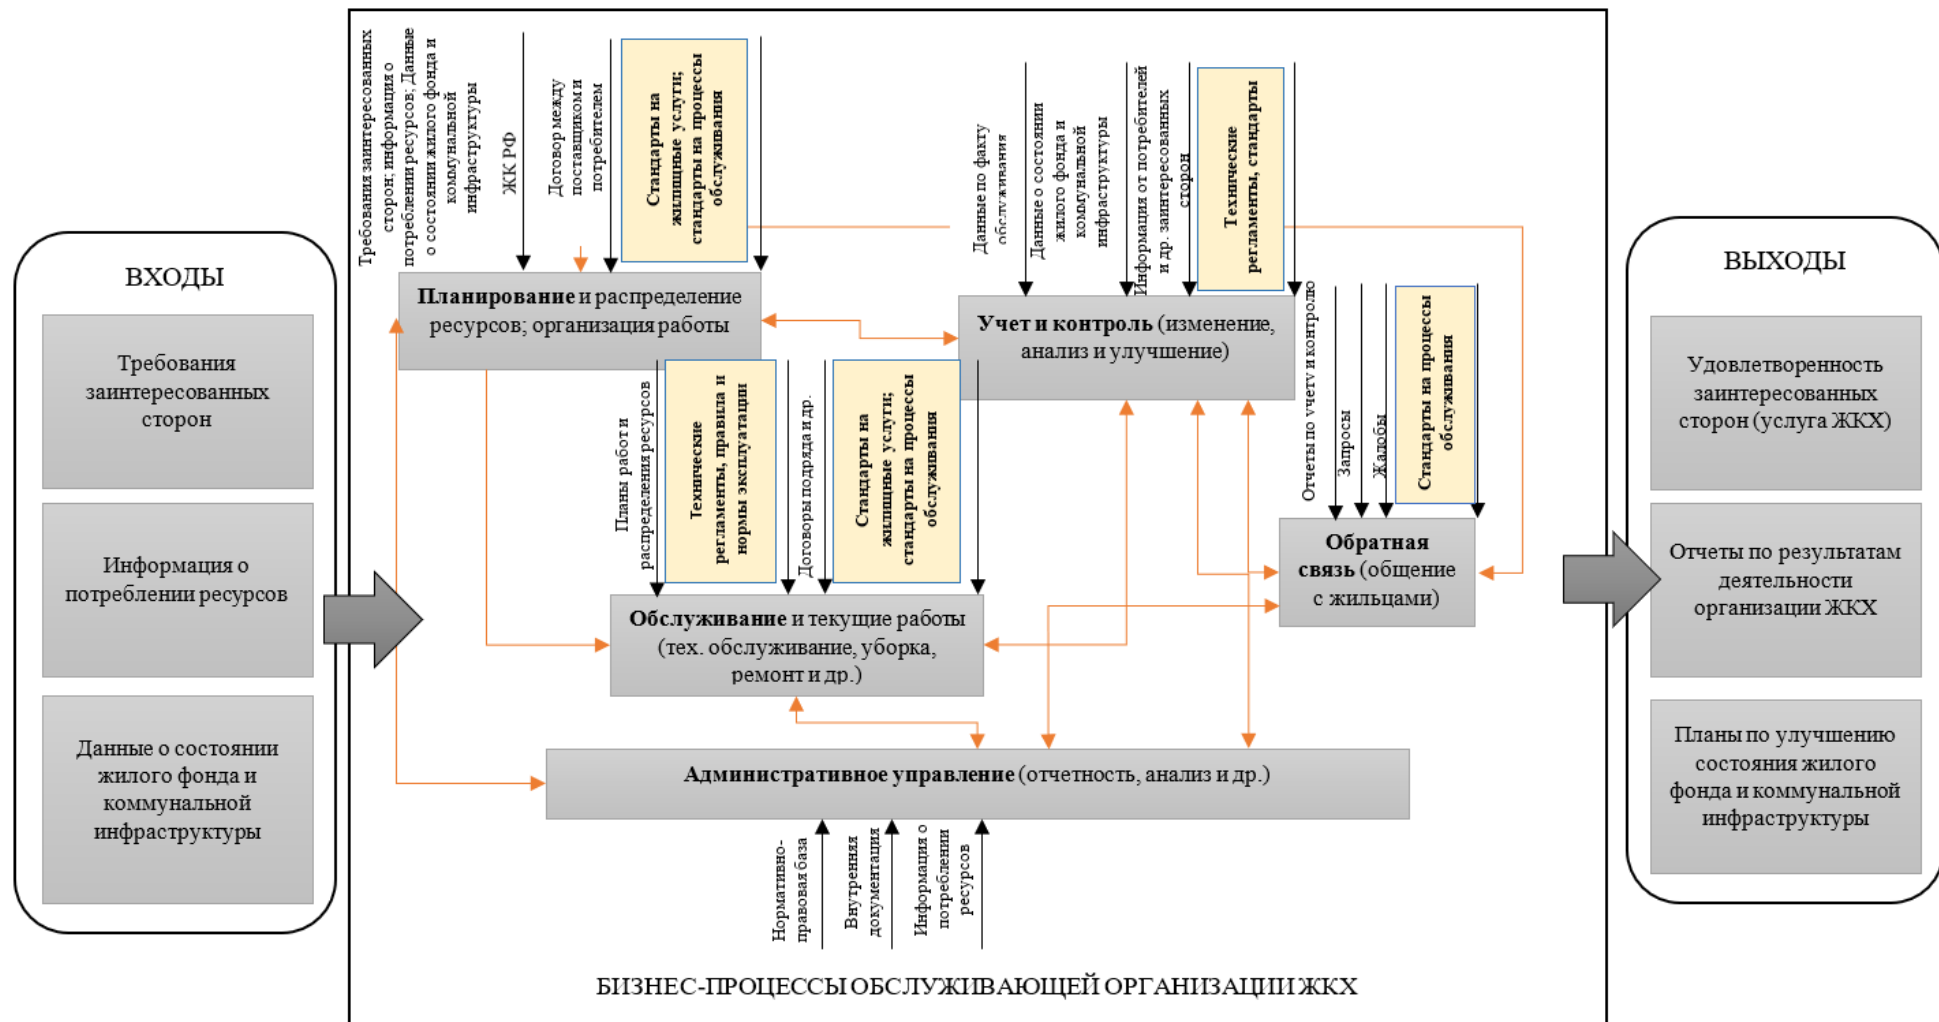 ВХОДЫ
Требования
заинтересованных
сторон
Информация о
потреблении ресурсов
Данные о состоянии
жилого фонда и
коммунальной
инфраструктуры
Требования заинтересованных
сторон; информация о
потреблении ресурсов; Данные
о состоянии жилого фонда и
коммунальной
инфраструктуры
ЖК РФ
Договор между
поставщиком и
потребителем
Стандарты на
жилищные услуги;
стандарты на процессы
обслуживания
Планирование и распределение
ресурсов; организация работы
Данные по факту
обслуживания
Данные о состоянии
жилого фонда и
коммунальной
инфраструктуры
Информация от потребителей
и др. заинтересованных
сторон
Технические
регламенты, стандарты
Учет и контроль (изменение,
анализ и улучшение)
Планы работ и
распределения ресурсов
Технические
регламенты, правила и
нормы эксплуатации
Договоры подряда и др.
Стандарты на
жилищные услуги;
стандарты на процессы
обслуживания
Обслуживание и текущие работы
(тех. обслуживание, уборка,
ремонт и др.)
Отчеты по учету и контролю
Запросы
Жалобы
Стандарты на процессы
обслуживания
Обратная
связь (общение
с жильцами)
Административное управление (отчетность, анализ и др.)
Нормативно-
правовая база
Внутренняя
документация
Информация о
потреблении
ресурсов
БИЗНЕС-ПРОЦЕССЫ ОБСЛУЖИВАЮЩЕЙ ОРГАНИЗАЦИИ ЖКХ
ВЫХОДЫ
Удовлетворенность
заинтересованных
сторон (услуга ЖКХ)
Отчеты по результатам
деятельности
организации ЖКХ
Планы по улучшению
состояния жилого
фонда и коммунальной
инфраструктуры